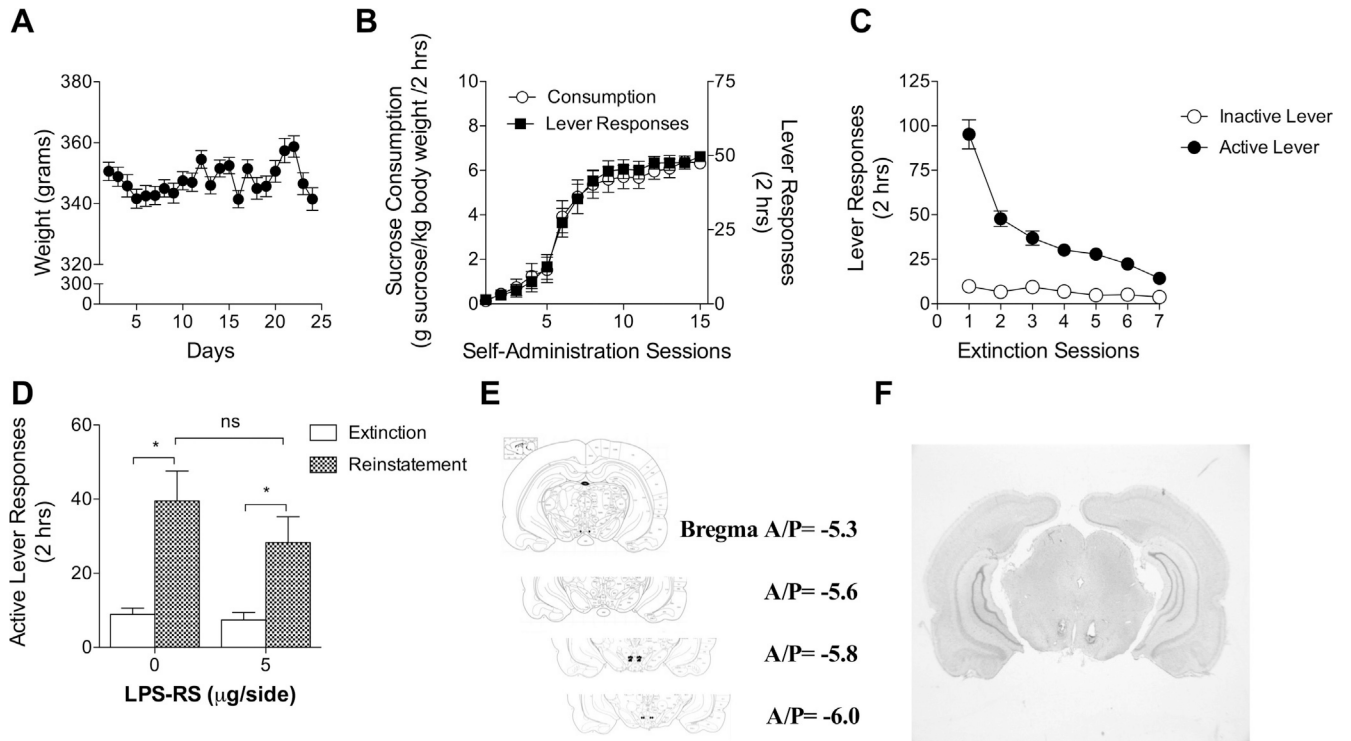 A
380
360
340
320
300
0
Weight (grams)
5 10 15 20 25
Days
B
Sucrose Consumption
(g sucrose/kg body weight /2 hrs)
10
8
6
4
2
0
Consumption
Lever Responses
75
50
25
0
Lever Responses
(2 hrs)
5 10 15
Self-Administration Sessions
C
Lever Responses
(2 hrs)
125
100
75
50
25
0
0 1 2 3 4 5 6 7
Extinction Sessions
Inactive Lever
Active Lever
D
Active Lever Responses
(2 hrs)
60
40
20
0
* ns *
Extinction
Reinstatement
0 5
LPS-RS (μg/side)
E
Bregma A/P= -5.3
A/P= -5.6
A/P= -5.8
A/P= -6.0
F